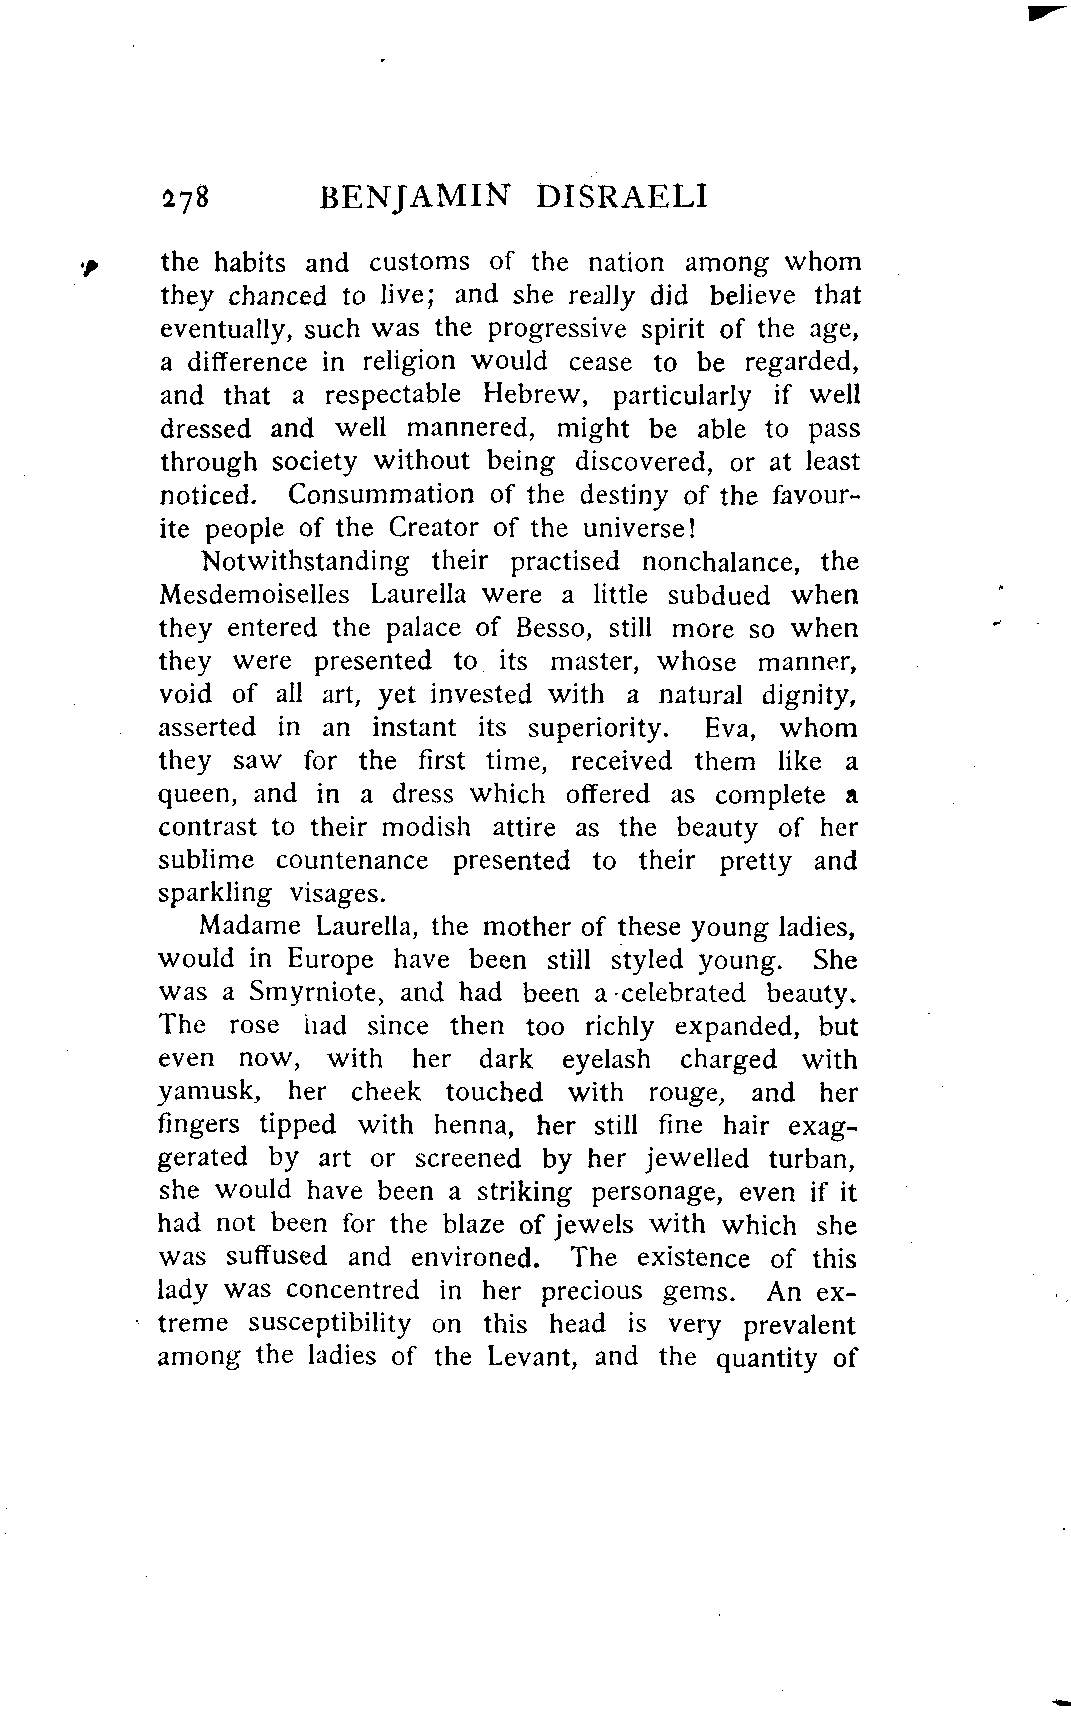 278 BENJAMIN DISRAELI
the habits and customs of the nation among whom
they chanced to live; and she really did believe that
eventually, such was the progressive spirit of the age,
a difference in religion would cease to be regarded,
and that a respectable Hebrew, particularly if well
dressed and well mannered, might be able to pass
through society without being discovered, or at least
noticed. Consummation of the destiny of the favour-
ite people of the Creator of the universe!
Notwithstanding their practised nonchalance, the
Mesdemoiselles Laurella were a little subdued when
they entered the palace of Besso, still more so when
they were presented to its master, whose manner,
void of all art, yet invested with a natural dignity,
asserted in an instant its superiority. Eva, whom
they saw for the first time, received them like a
queen, and in a dress which offered as complete a
contrast to their modish attire as the beauty of her
sublime countenance presented to their pretty and
sparkling visages.
Madame Laurella, the mother of these young ladies,
would in Europe have been still styled young. She
was a Smyrniote, and had been a celebrated beauty.
The rose had since then too richly expanded, but
even now, with her dark eyelash charged with
yamusk, her cheek touched with rouge, and her
fingers tipped with henna, her still fine hair exag-
gerated by art or screened by her jewelled turban,
she would have been a striking personage, even if it
had not been for the blaze of jewels with which she
was suffused and environed. The existence of this
lady was concentred in her precious gems. An ex-
treme susceptibility on this head is very prevalent
among the ladies of the Levant, and the quantity of